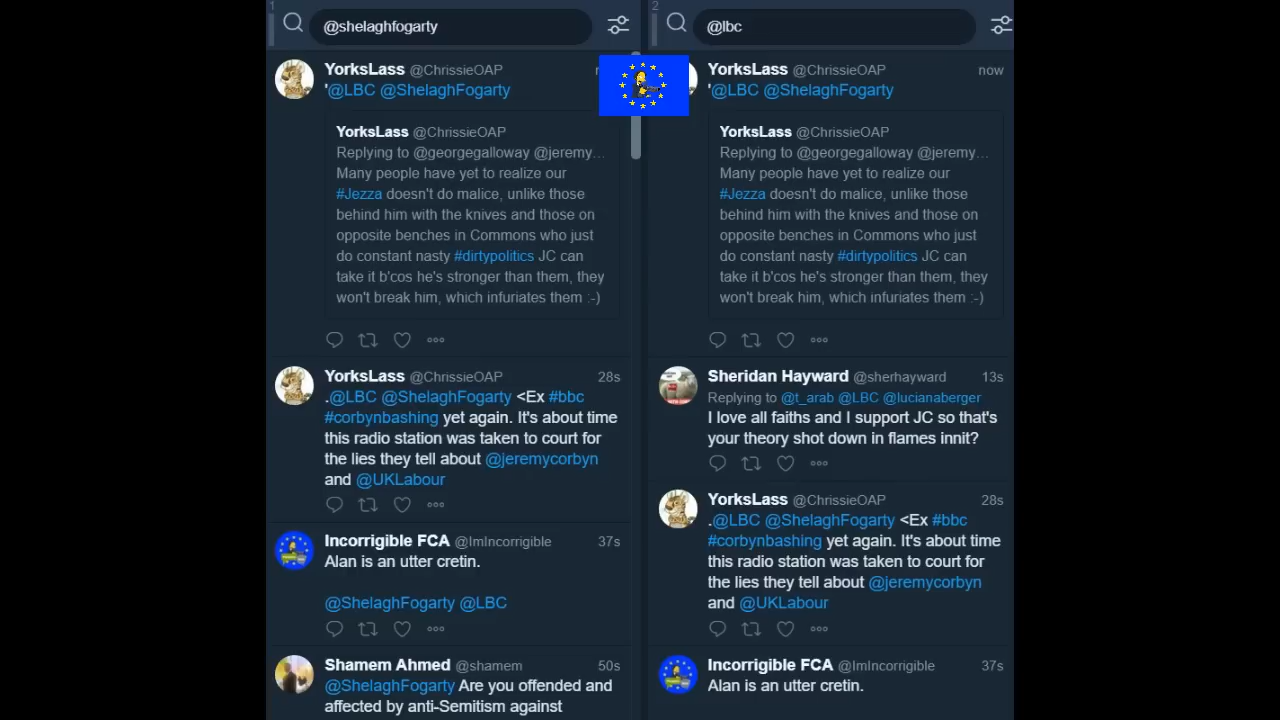 1
@shelaghfogarty
YorksLass @ChrissieOAP
'@LBC @ShelaghFogarty
YorksLass @ChrissieOAP
Replying to @georgegalloway @jeremy…
Many people have yet to realize our
#Jezza doesn't do malice, unlike those
behind him with the knives and those on
opposite benches in Commons who just
do constant nasty #dirtypolitics JC can
take it b'cos he's stronger than them, they
won't break him, which infuriates them :-)
YorksLass @ChrissieOAP 28s
.@LBC @ShelaghFogarty <Ex #bbc
#corbynbashing yet again. It's about time
this radio station was taken to court for
the lies they tell about @jeremycorbyn
and @UKLabour
Incorrigible FCA @ImIncorrigible 37s
Alan is an utter cretin.
@ShelaghFogarty @LBC
Shamem Ahmed @shamem 50s
@ShelaghFogarty Are you offended and
affected by anti-Semitism against
2
@lbc
YorksLass @ChrissieOAP now
'@LBC @ShelaghFogarty
YorksLass @ChrissieOAP
Replying to @georgegalloway @jeremy…
Many people have yet to realize our
#Jezza doesn't do malice, unlike those
behind him with the knives and those on
opposite benches in Commons who just
do constant nasty #dirtypolitics JC can
take it b'cos he's stronger than them, they
won't break him, which infuriates them :-)
Sheridan Hayward @sherhayward 13s
Replying to @t_arab @LBC @lucianaberger
I love all faiths and I support JC so that's
your theory shot down in flames innit?
YorksLass @ChrissieOAP 28s
.@LBC @ShelaghFogarty <Ex #bbc
#corbynbashing yet again. It's about time
this radio station was taken to court for
the lies they tell about @jeremycorbyn
and @UKLabour
Incorrigible FCA @ImIncorrigible 37s
Alan is an utter cretin.